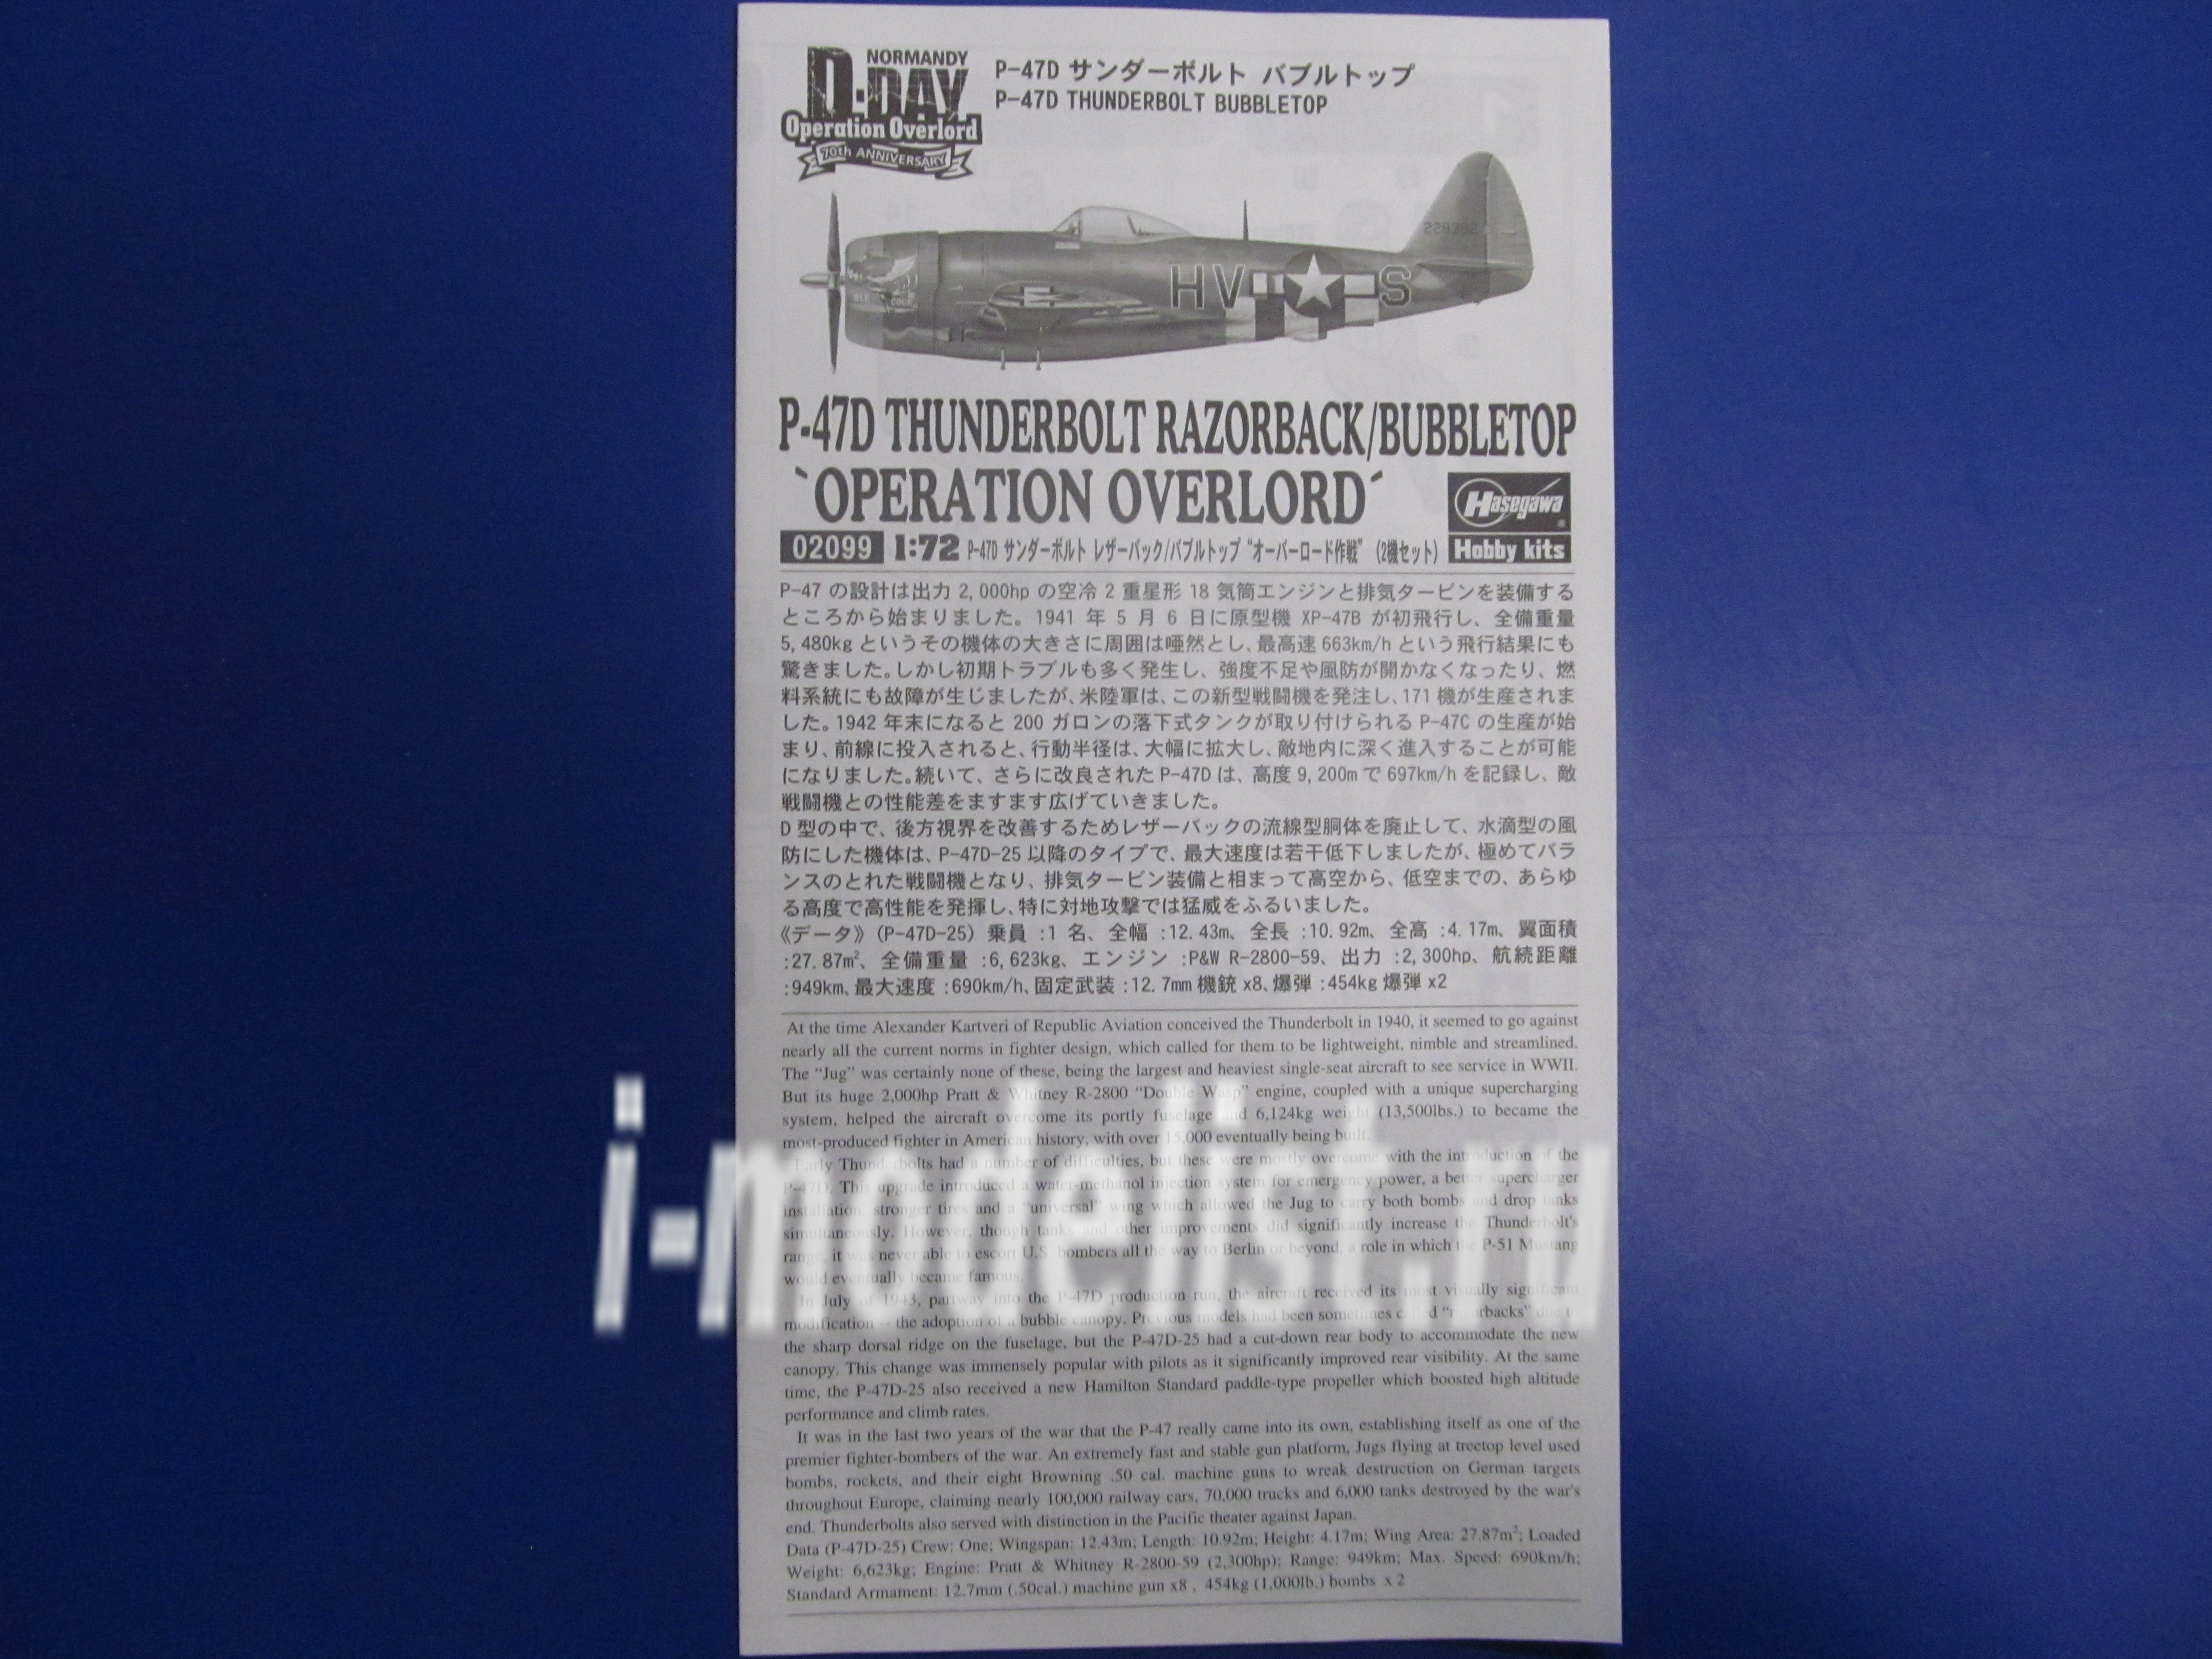 NORMANDY
D-DAY
Operation Overlord
70th ANNIVERSARY
P-47D サンダーボルト バブルトップ
P-47D THUNDERBOLT BUBBLETOP
HV S
P-47D THUNDERBOLT RAZORBACK/BUBBLETOP
`OPERATION OVERLORD´
Hasegawa
Hobby kits
02099 1:72 P-47D サンダーボルト レザーバック/バブルトップ “オーバーロード作戦” (2機セット)
P-47 の設計は出力 2,000hp の空冷 2 重星形 18 気筒エンジンと排気タービンを装備する
ところから始まりました。1941 年 5 月 6 日に原型機 XP-47B が初飛行し、全備重量
5,480kg というその機体の大きさに周囲は唖然とし、最高速 663km/h という飛行結果にも
驚きました。しかし初期トラブルも多く発生し、強度不足や風防が開かなくなったり、燃
料系統にも故障が生じましたが、米陸軍は、この新型戦闘機を発注し、171 機が生産されま
した。1942 年末になると 200 ガロンの落下式タンクが取り付けられる P-47C の生産が始
まり、前線に投入されると、行動半径は、大幅に拡大し、敵地内に深く進入することが可能
になりました。続いて、さらに改良された P-47D は、高度 9,200m で 697km/h を記録し、敵
戦闘機との性能差をますます広げていきました。
D 型の中で、後方視界を改善するためレザーバックの流線型胴体を廃止して、水滴型の風
防にした機体は、P-47D-25 以降のタイプで、最大速度は若干低下しましたが、極めてバラ
ンスのとれた戦闘機となり、排気タービン装備と相まって高空から、低空までの、あらゆ
る高度で高性能を発揮し、特に対地攻撃では猛威をふるいました。
《データ》(P-47D-25) 乗員 :1 名、全幅 :12.43m、全長 :10.92m、全高 :4.17m、翼面積
:27.87m²、全備重量 :6,623kg、エンジン :P&W R-2800-59、出力 :2,300hp、航続距離
:949km、最大速度 :690km/h、固定武装 :12.7mm 機銃 x8、爆弾 :454kg 爆弾 x2
At the time Alexander Kartveri of Republic Aviation conceived the Thunderbolt in 1940, it seemed to go against
nearly all the current norms in fighter design, which called for them to be lightweight, nimble and streamlined.
The “Jug” was certainly none of these, being the largest and heaviest single-seat aircraft to see service in WWII.
But its huge 2,000hp Pratt & Whitney R-2800 “Double Wasp” engine, coupled with a unique supercharging
system, helped the aircraft overcome its portly fuselage and 6,124kg weight (13,500lbs.) to became the
most-produced fighter in American history, with over 15,000 eventually being built.
Early Thunderbolts had a number of difficulties, but these were mostly overcome with the introduction of the
P-47D. This upgrade introduced a water-methanol injection system for emergency power, a better supercharger
installation, stronger tires and a “universal” wing which allowed the Jug to carry both bombs and drop tanks
simultaneously. However, though tanks and other improvements did significantly increase the Thunderbolt's
range, it was never able to escort U.S. bombers all the way to Berlin or beyond, a role in which the P-51 Mustang
would eventually became famous.
In July of 1943, partway into the P-47D production run, the aircraft received its most visually significant
modification -- the adoption of a bubble canopy. Previous models had been sometimes called “razorbacks” due to
the sharp dorsal ridge on the fuselage, but the P-47D-25 had a cut-down rear body to accommodate the new
canopy. This change was immensely popular with pilots as it significantly improved rear visibility. At the same
time, the P-47D-25 also received a new Hamilton Standard paddle-type propeller which boosted high altitude
performance and climb rates.
It was in the last two years of the war that the P-47 really came into its own, establishing itself as one of the
premier fighter-bombers of the war. An extremely fast and stable gun platform, Jugs flying at treetop level used
bombs, rockets, and their eight Browning .50 cal. machine guns to wreak destruction on German targets
throughout Europe, claiming nearly 100,000 railway cars, 70,000 trucks and 6,000 tanks destroyed by the war's
end. Thunderbolts also served with distinction in the Pacific theater against Japan.
Data (P-47D-25) Crew: One; Wingspan: 12.43m; Length: 10.92m; Height: 4.17m; Wing Area: 27.87m²; Loaded
Weight: 6,623kg; Engine: Pratt & Whitney R-2800-59 (2,300hp); Range: 949km; Max. Speed: 690km/h;
Standard Armament: 12.7mm (.50cal.) machine gun x8 , 454kg (1,000lb.) bombs x 2
i-modelist.ru